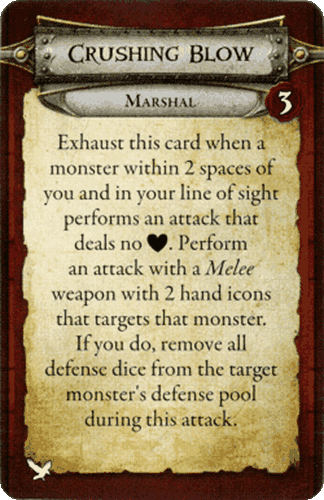 Crushing Blow
Marshal
3
Exhaust this card when a
monster within 2 spaces of
you and in your line of sight
performs an attack that
deals no ♥. Perform
an attack with a Melee
weapon with 2 hand icons
that targets that monster.
If you do, remove all
defense dice from the target
monster's defense pool
during this attack.